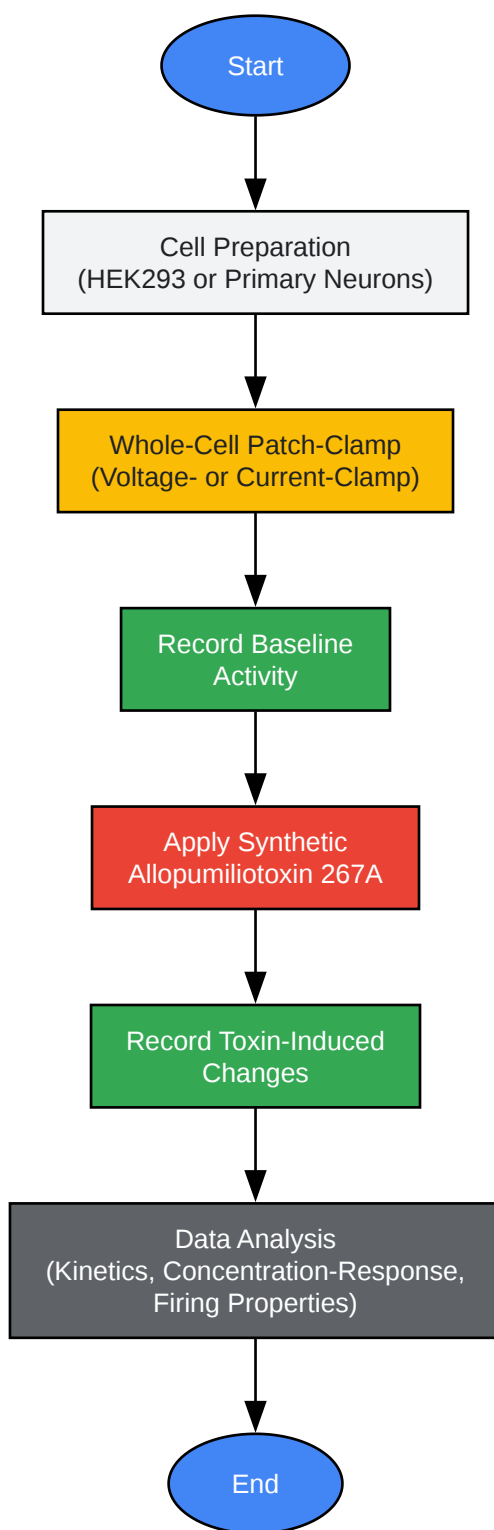 Start
Cell Preparation
(HEK293 or Primary Neurons)
Whole-Cell Patch-Clamp
(Voltage- or Current-Clamp)
Record Baseline
Activity
Apply Synthetic
Allopumiliotoxin 267A
Record Toxin-Induced
Changes
Data Analysis
(Kinetics, Concentration-Response,
Firing Properties)
End